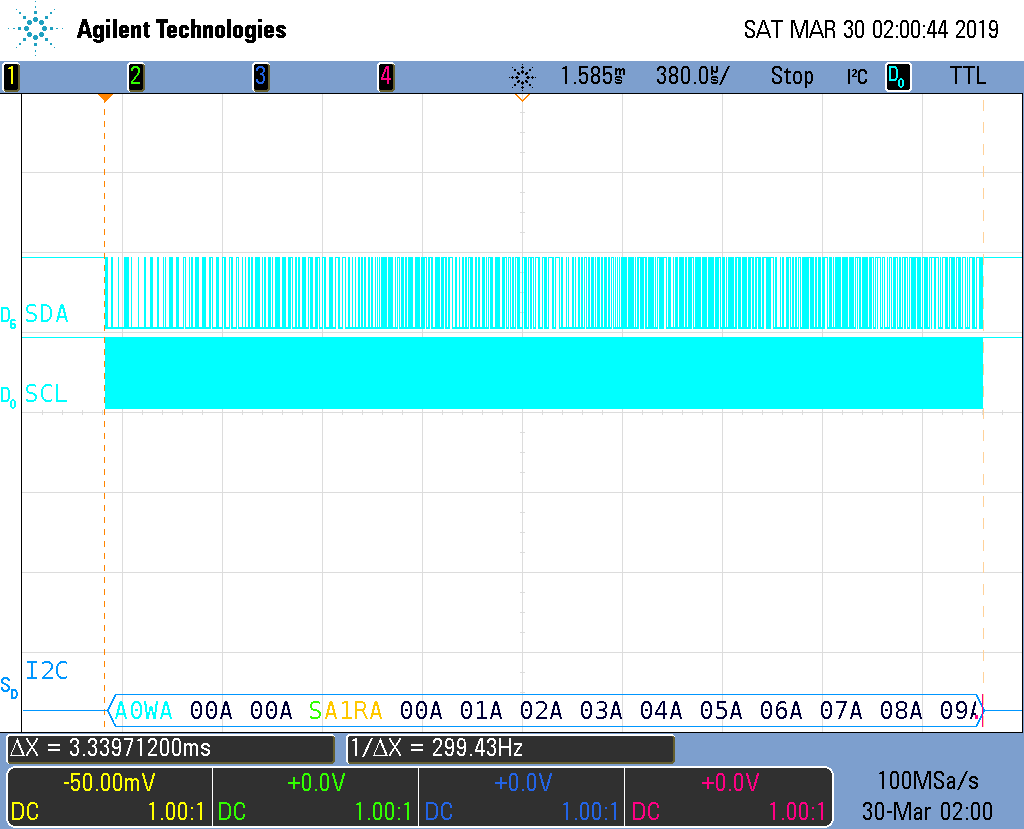 Agilent Technologies SAT MAR 30 02:00:44 2019
1 2 3 4 1.585ms 380.0us/ Stop I²C D0 TTL
D6 SDA
D0 SCL
I2C
SD
A0WA 00A 00A SA1RA 00A 01A 02A 03A 04A 05A 06A 07A 08A 09A
ΔX = 3.33971200ms 1/ΔX = 299.43Hz
-50.00mV +0.0V +0.0V +0.0V 100MSa/s
DC 1.00:1 DC 1.00:1 DC 1.00:1 DC 1.00:1 30-Mar 02:00